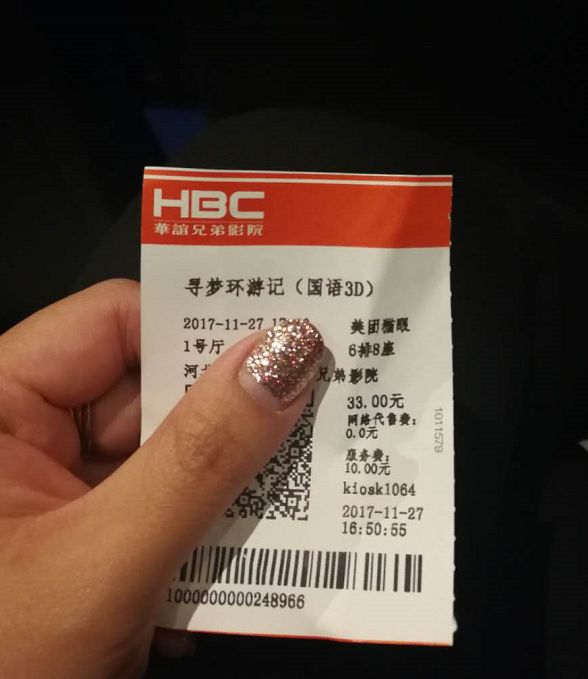 HBC
華誼兄弟影院
寻梦环游记（国语3D）
2017-11-27 美团猫眼
1号厅 6排8座
兄弟影院
33.00元
网络代售费：
0.0元
服务费：
10.00元
kiosk1064
2017-11-27
16:50:55
1000000000248966
1011579